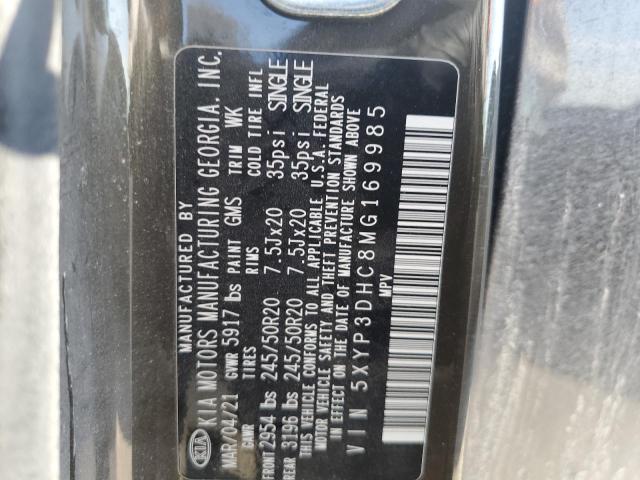 MANUFACTURED BY
KIA KIA MOTORS MANUFACTURING GEORGIA, INC.
MAR/04/21 GVWR 5917 lbs PAINT GMS TRIM WK
GAWR TIRES RIMS COLD TIRE INFL
FRONT 2954 lbs 245/50R20 7.5Jx20 35psi SINGLE
REAR 3196 lbs 245/50R20 7.5Jx20 35psi SINGLE
THIS VEHICLE CONFORMS TO ALL APPLICABLE U.S.A. FEDERAL
MOTOR VEHICLE SAFETY AND THEFT PREVENTION STANDARDS
IN EFFECT ON THE DATE OF MANUFACTURE SHOWN ABOVE
VIN 5XYP3DHC8MG169985
MPV